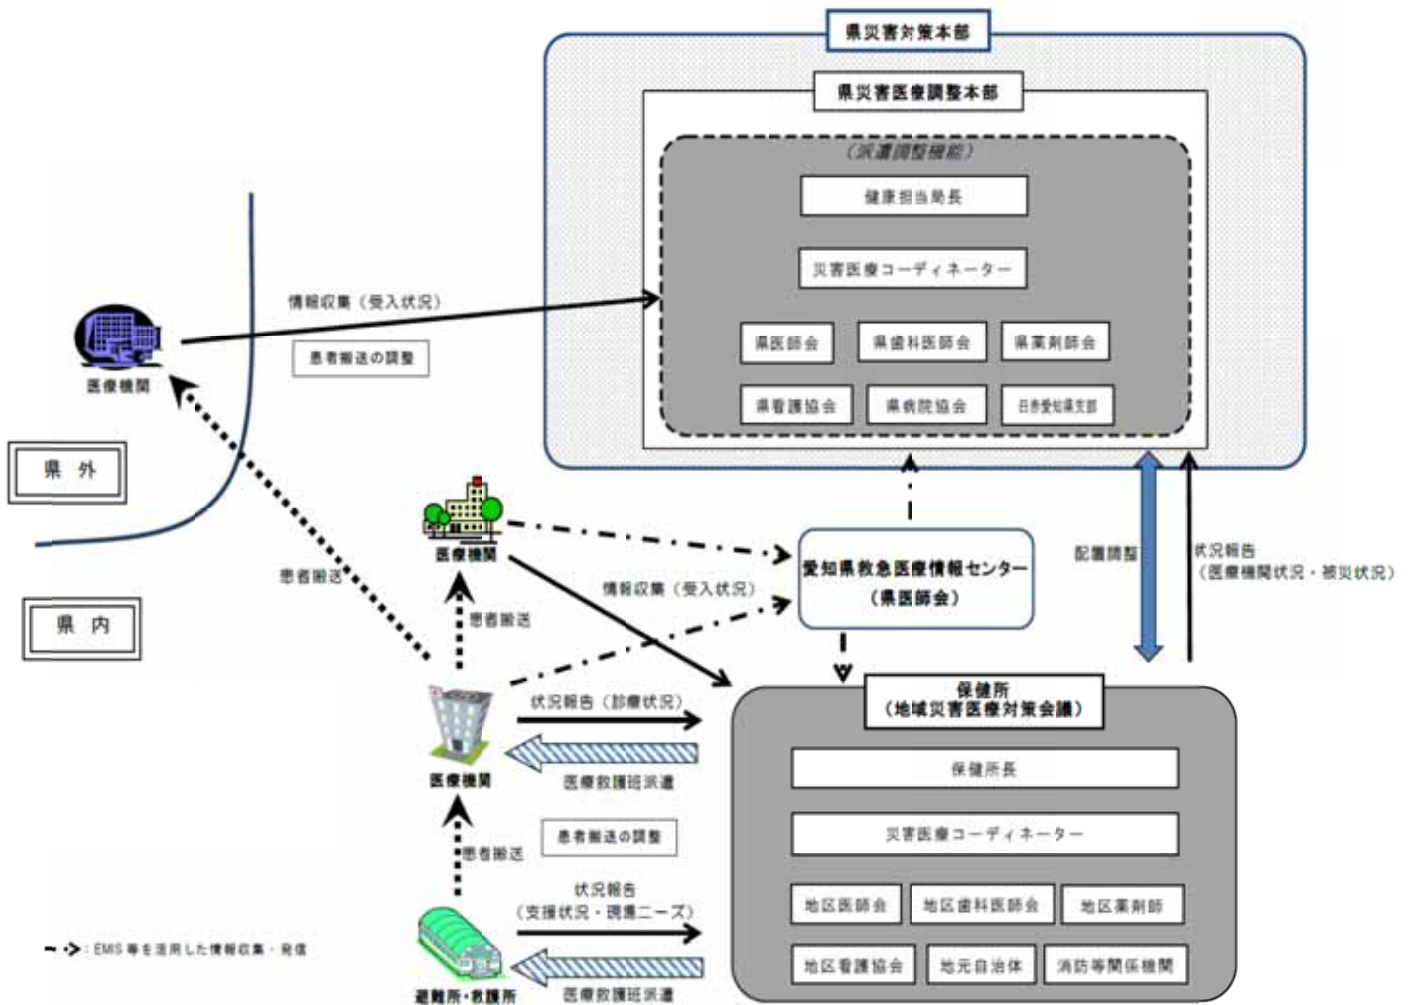 県災害対策本部
県災害医療調整本部
（派遣調整機能）
健康担当局長
災害医療コーディネーター
県医師会
県歯科医師会
県薬剤師会
県看護協会
県病院協会
日赤愛知県支部
情報収集（受入状況）
患者搬送の調整
医療機関
県 外
県 内
患者搬送
医療機関
患者搬送
情報収集（受入状況）
愛知県救急医療情報センター
（県医師会）
配置調整
状況報告
（医療機関状況・被災状況）
医療機関
状況報告（診療状況）
医療救護班派遣
患者搬送の調整
患者搬送
状況報告
（支援状況・現場ニーズ）
医療救護班派遣
避難所・救護所
保健所
（地域災害医療対策会議）
保健所長
災害医療コーディネーター
地区医師会
地区歯科医師会
地区薬剤師
地区看護協会
地元自治体
消防等関係機関
：EMIS 等を活用した情報収集・発信